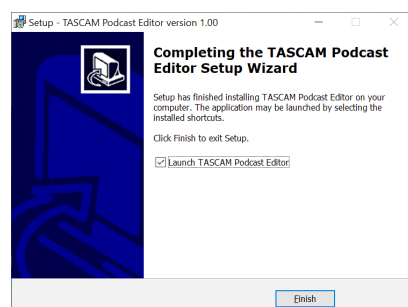 Setup - TASCAM Podcast Editor version 1.00
Completing the TASCAM Podcast
Editor Setup Wizard
Setup has finished installing TASCAM Podcast Editor on your
computer. The application may be launched by selecting the
installed shortcuts.
Click Finish to exit Setup.
Launch TASCAM Podcast Editor
Finish